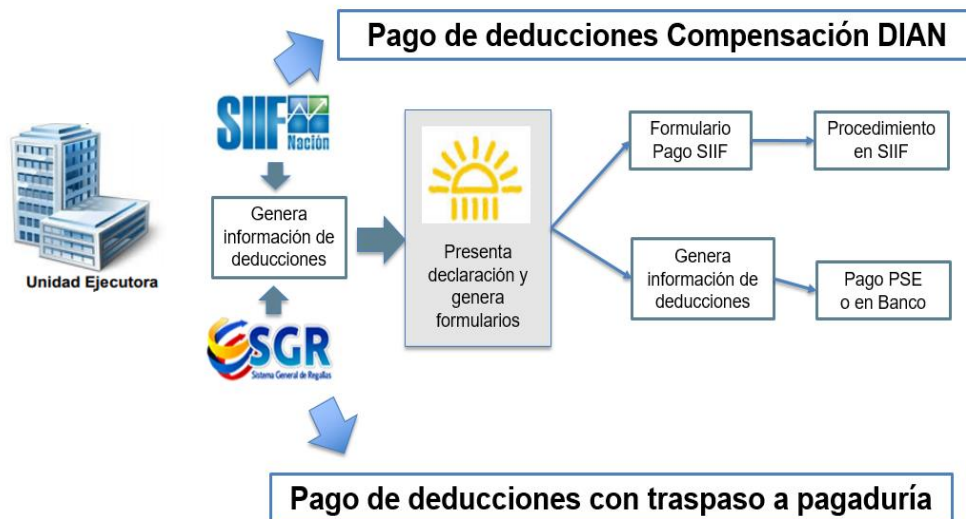 Pago de deducciones Compensación DIAN
SIIF
Nación
Unidad Ejecutora
Genera
información de
deducciones
SGR
Sistema General de Regalías
Presenta
declaración y
genera
formularios
Formulario
Pago SIIF
Procedimiento
en SIIF
Genera
información de
deducciones
Pago PSE
o en Banco
Pago de deducciones con traspaso a pagaduría